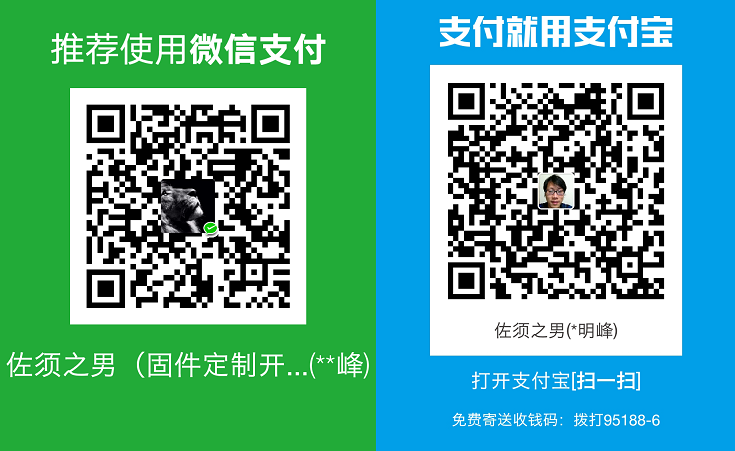 推荐使用微信支付
佐须之男（固件定制开...(**峰)
支付就用支付宝
佐须之男(*明峰)
打开支付宝[扫一扫]
免费寄送收钱码：拨打95188-6